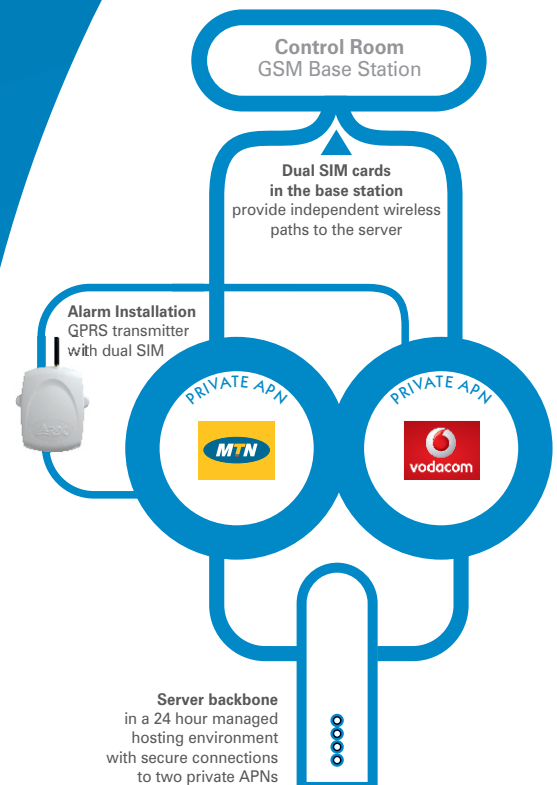 Control Room
GSM Base Station
Dual SIM cards
in the base station
provide independent wireless
paths to the server
Alarm Installation
GPRS transmitter
with dual SIM
PRIVATE APN
MTN
PRIVATE APN
vodacom
Server backbone
in a 24 hour managed
hosting environment
with secure connections
to two private APNs